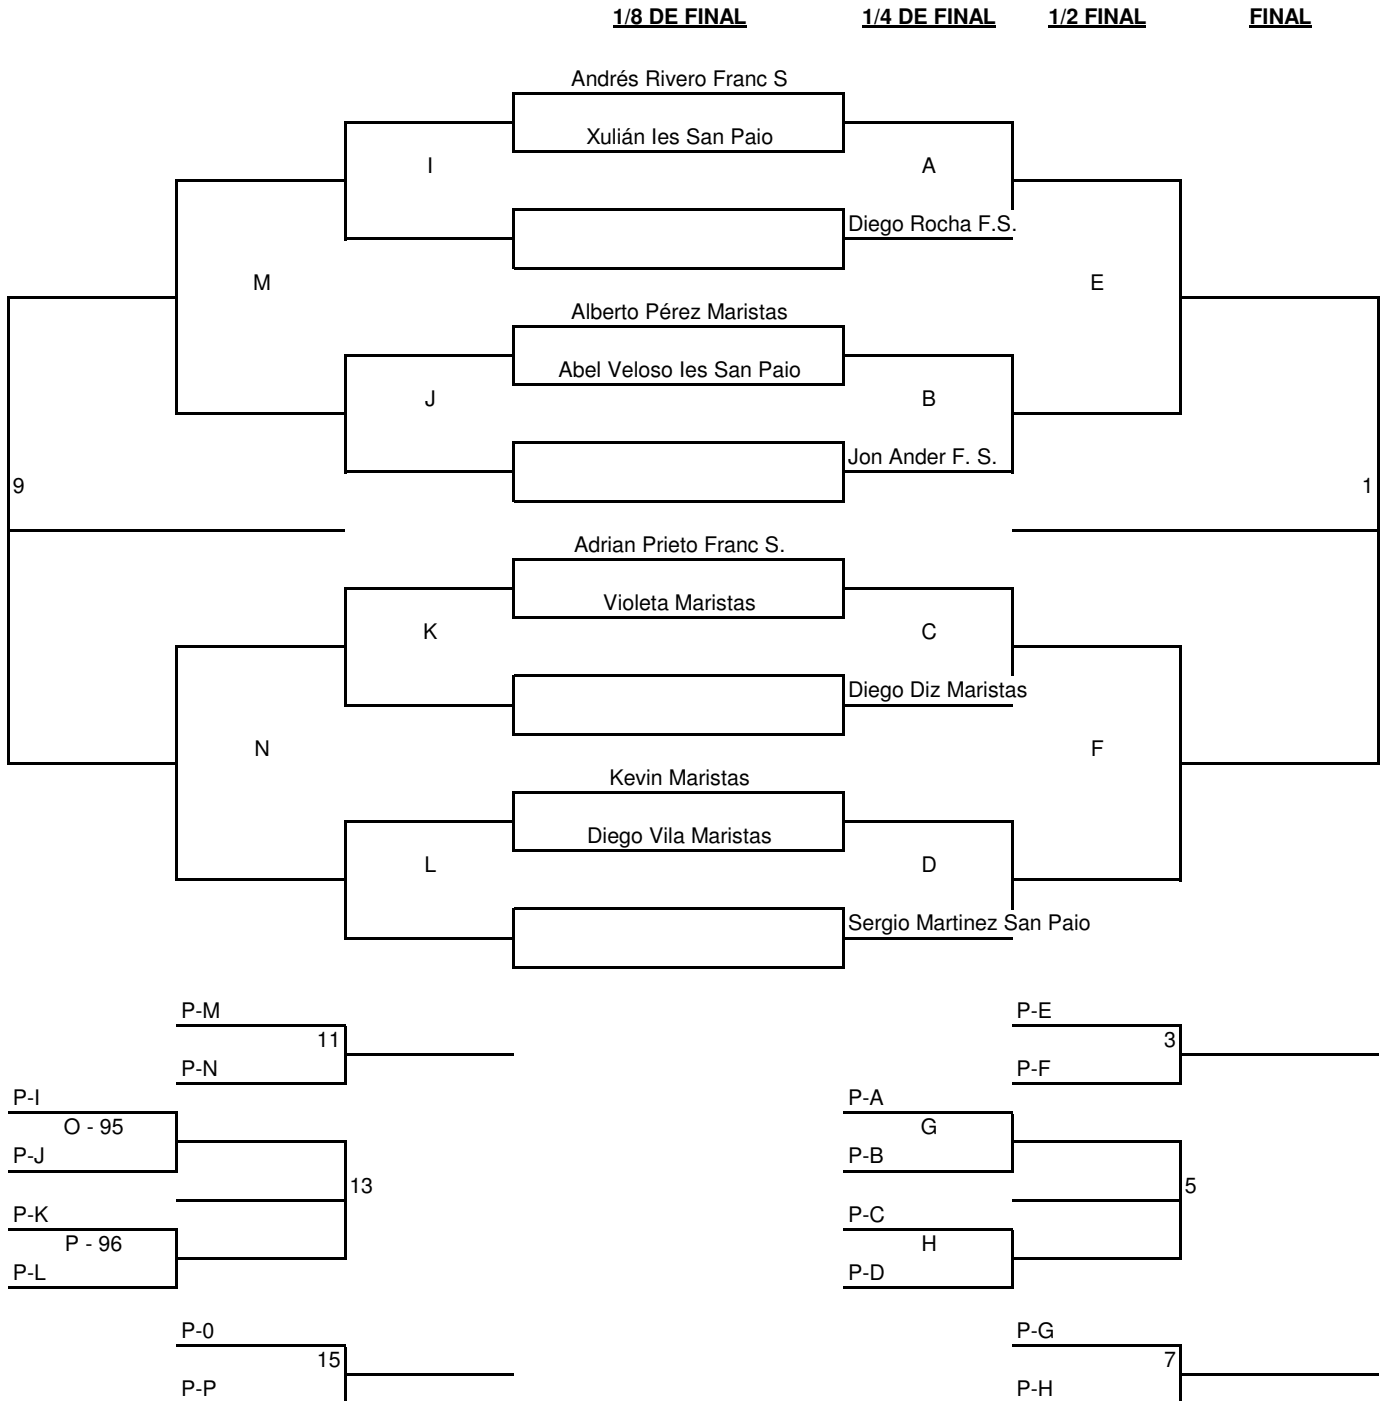 1/8 DE FINAL 1/4 DE FINAL 1/2 FINAL FINAL
Andrés Rivero Franc S
Xulián Ies San Paio
I A
Diego Rocha F.S.
M E
Alberto Pérez Maristas
Abel Veloso Ies San Paio
J B
Jon Ander F. S.
9 1
Adrian Prieto Franc S.
Violeta Maristas
K C
Diego Diz Maristas
N F
Kevin Maristas
Diego Vila Maristas
L D
Sergio Martinez San Paio
P-M P-E
11 3
P-N P-F
P-I P-A
O - 95 G
P-J P-B
13 5
P-K P-C
P - 96 H
P-L P-D
P-0 P-G
15 7
P-P P-H